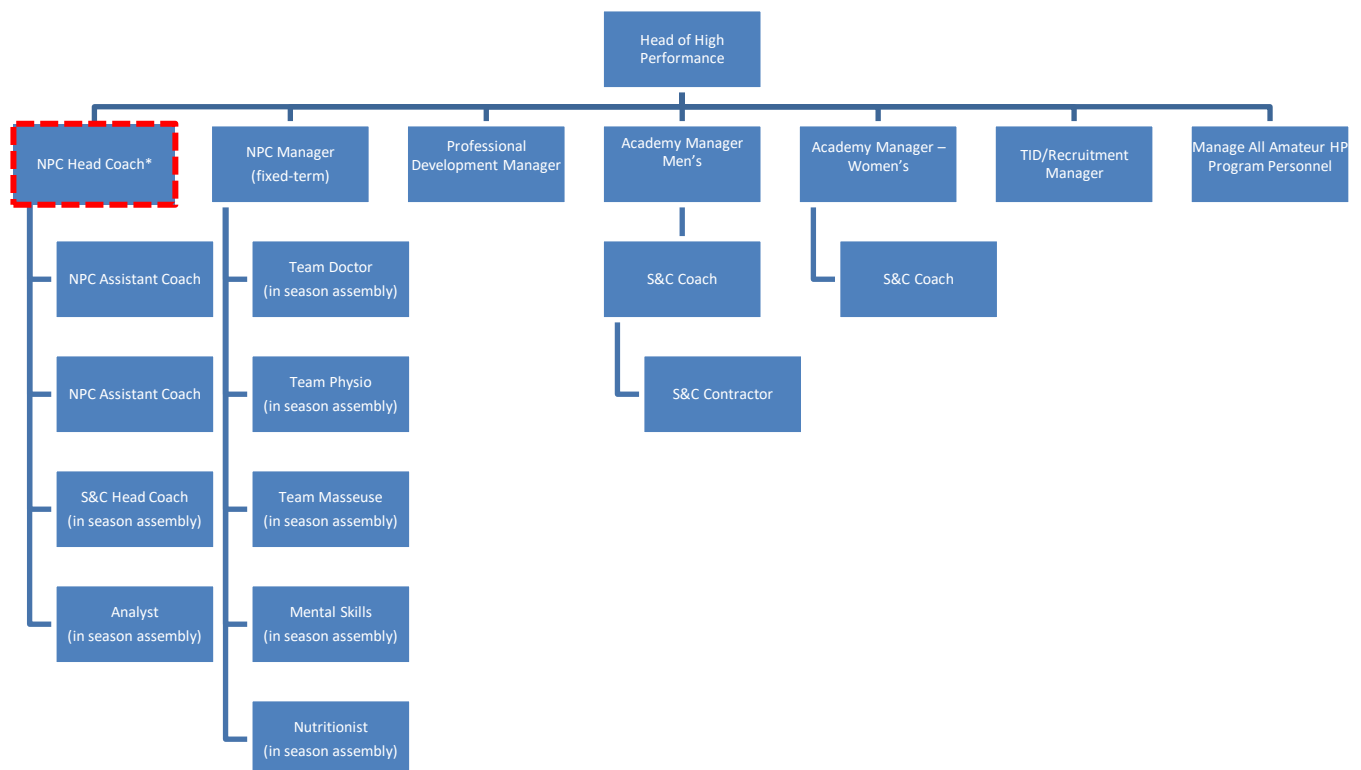 Head of High
Performance
NPC Head Coach*
NPC Manager
(fixed-term)
Professional
Development Manager
Academy Manager
Men's
Academy Manager –
Women's
TID/Recruitment
Manager
Manage All Amateur HP
Program Personnel
NPC Assistant Coach
Team Doctor
(in season assembly)
S&C Coach
S&C Coach
NPC Assistant Coach
Team Physio
(in season assembly)
S&C Contractor
S&C Head Coach
(in season assembly)
Team Masseuse
(in season assembly)
Analyst
(in season assembly)
Mental Skills
(in season assembly)
Nutritionist
(in season assembly)